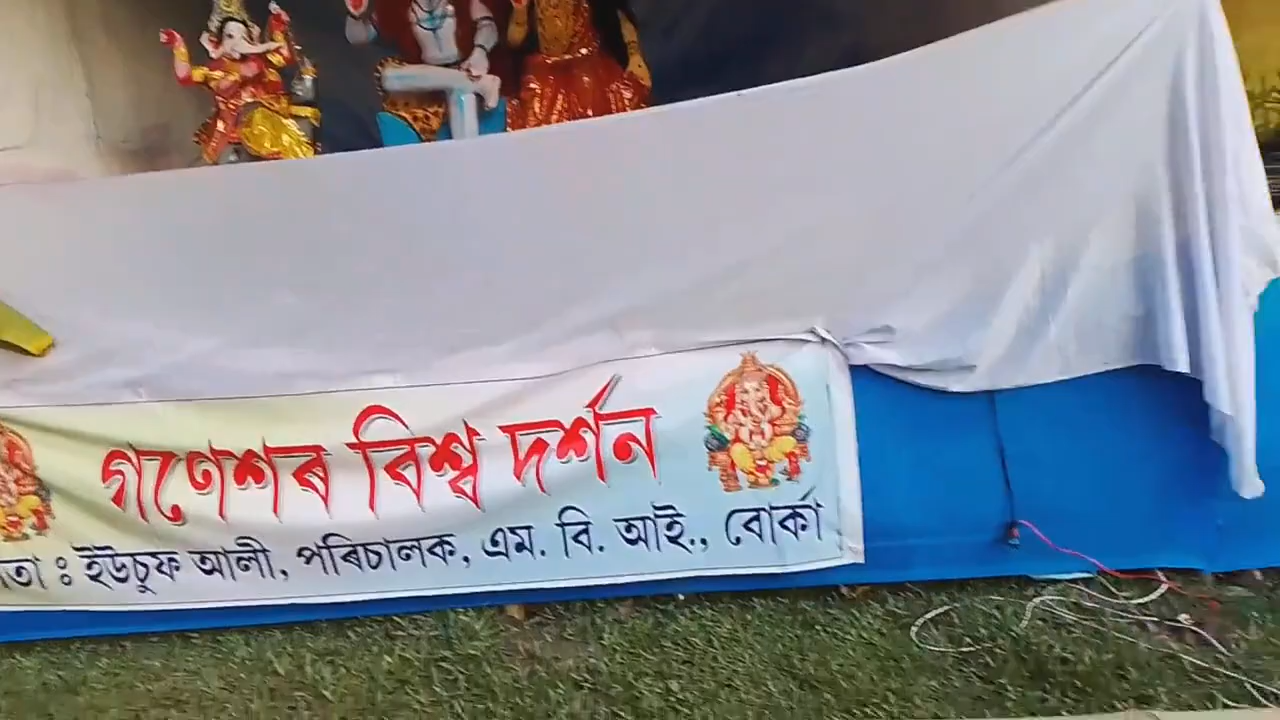 গণেশৰ বিশ্ব দৰ্শন
: ইউচুফ আলী, পৰিচালক, এম. বি. আই., বোৰ্কা